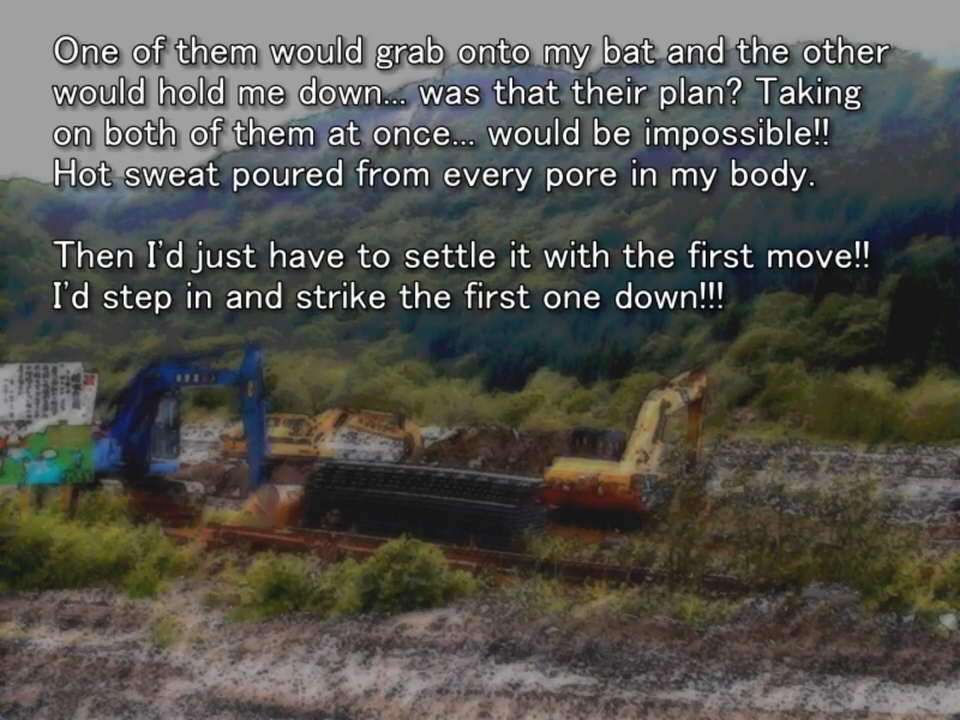 One of them would grab onto my bat and the other
would hold me down... was that their plan? Taking
on both of them at once... would be impossible!!
Hot sweat poured from every pore in my body.
Then I'd just have to settle it with the first move!!
I'd step in and strike the first one down!!!